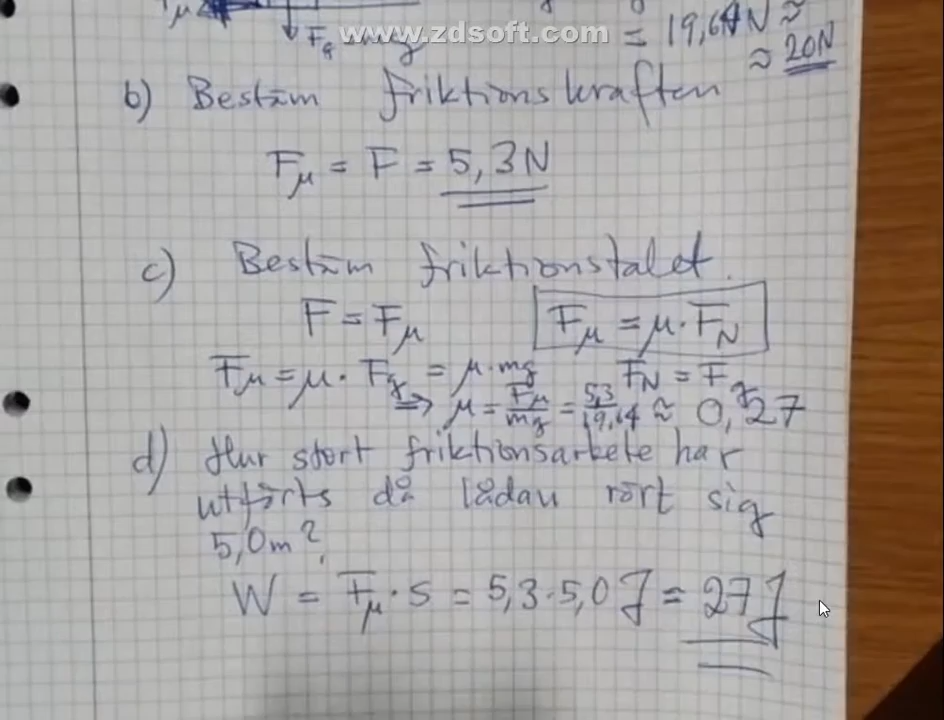 www.zdsoft.com
= 19,64N ≈
≈ 20N
b) Bestäm friktionskraften
Fμ = F = 5,3N
c) Bestäm friktionstalet.
F = Fμ
Fμ = μ · FN
Fμ = μ · Fg = μ · mg
FN = Fg
=> μ = Fμ/mg = 5,3/19,64 ≈ 0,27
d) Hur stort friktionsarbete har
utförts då lådan rört sig
5,0m?
W = Fμ · s = 5,3 · 5,0 J = 27 J